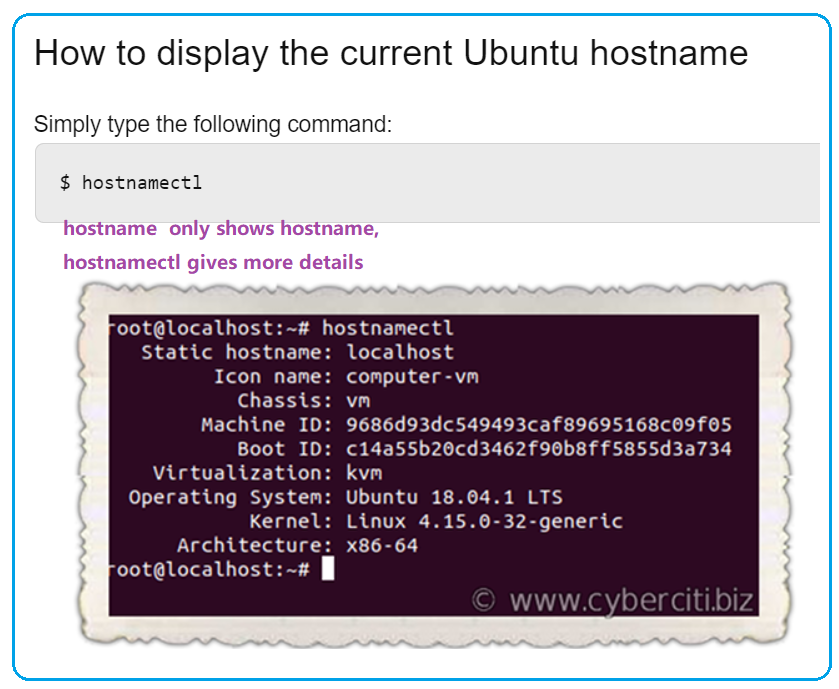 How to display the current Ubuntu hostname
Simply type the following command:
$ hostnamectl
hostname only shows hostname,
hostnamectl gives more details
root@localhost:~# hostnamectl
Static hostname: localhost
Icon name: computer-vm
Chassis: vm
Machine ID: 9686d93dc549493caf89695168c09f05
Boot ID: c14a55b20cd3462f90b8ff5855d3a734
Virtualization: kvm
Operating System: Ubuntu 18.04.1 LTS
Kernel: Linux 4.15.0-32-generic
Architecture: x86-64
root@localhost:~#
© www.cyberciti.biz